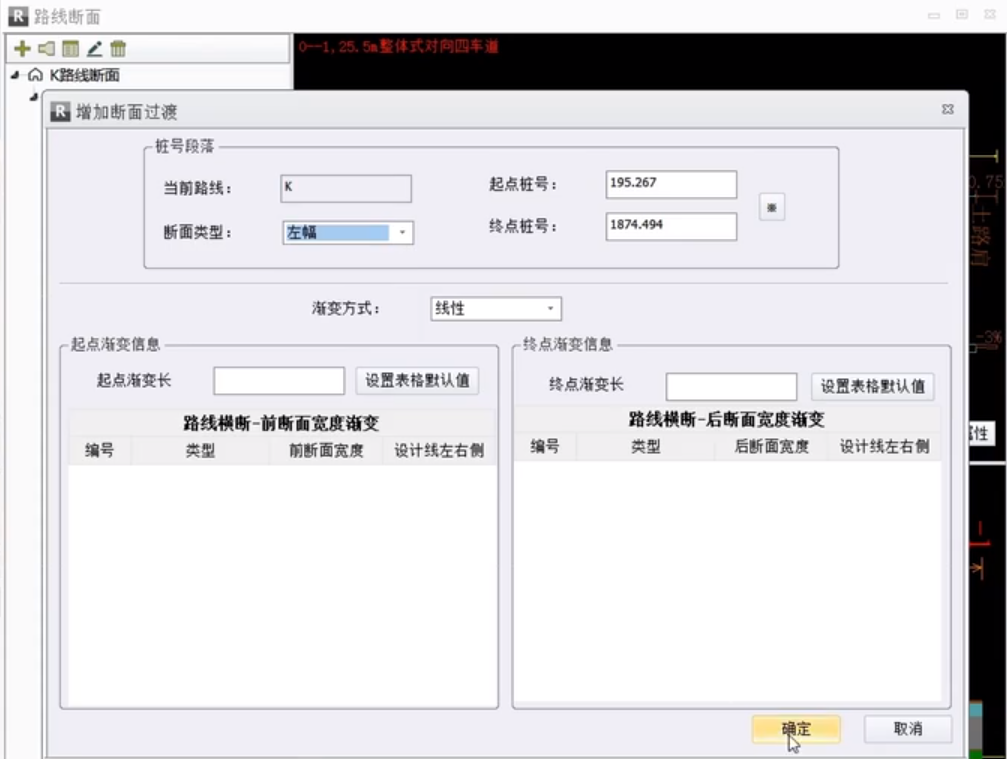 R 路线断面
K路线断面
0--1,25.5m整体式对向四车道
R 增加断面过渡
桩号段落
当前路线: K
起点桩号: 195.267
断面类型: 左幅
终点桩号: 1874.494
※
渐变方式: 线性
起点渐变信息
起点渐变长 设置表格默认值
路线横断-前断面宽度渐变
编号 类型 前断面宽度 设计线左右侧
终点渐变信息
终点渐变长 设置表格默认值
路线横断-后断面宽度渐变
编号 类型 后断面宽度 设计线左右侧
确定 取消
0.75
土路肩
-3%
性